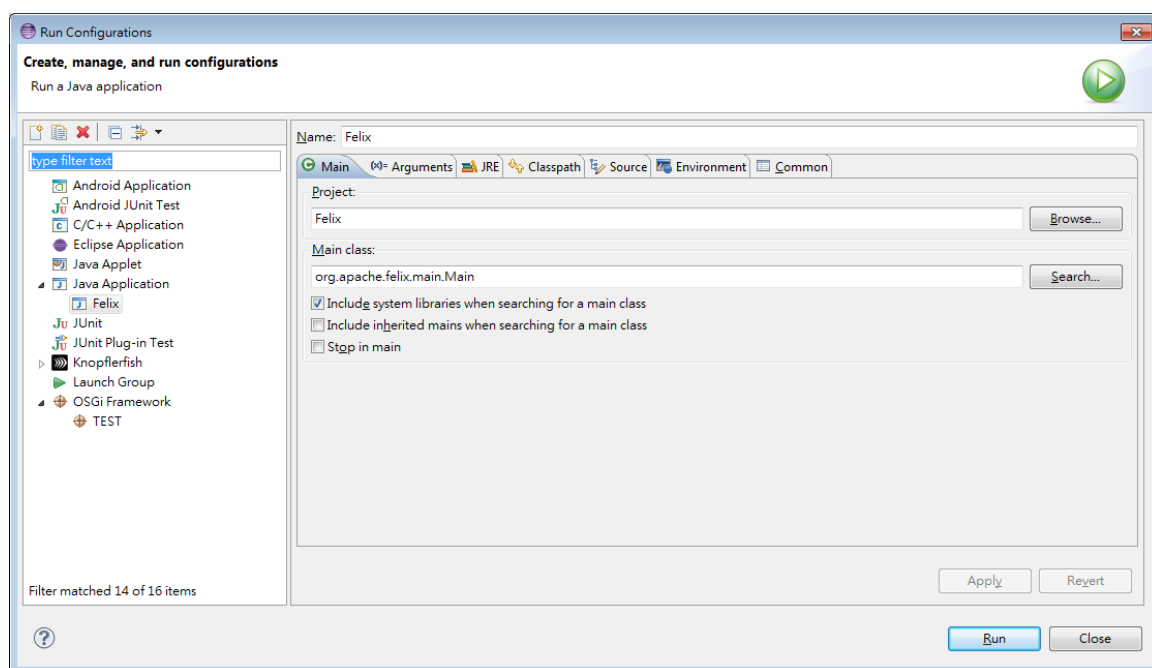 Run Configurations
Create, manage, and run configurations
Run a Java application
type filter text
Android Application
Android JUnit Test
C/C++ Application
Eclipse Application
Java Applet
Java Application
Felix
JUnit
JUnit Plug-in Test
Knopflerfish
Launch Group
OSGi Framework
TEST
Filter matched 14 of 16 items
Name: Felix
Main (x)= Arguments JRE Classpath Source Environment Common
Project:
Felix Browse...
Main class:
org.apache.felix.main.Main Search...
Include system libraries when searching for a main class
Include inherited mains when searching for a main class
Stop in main
Apply Revert
Run Close